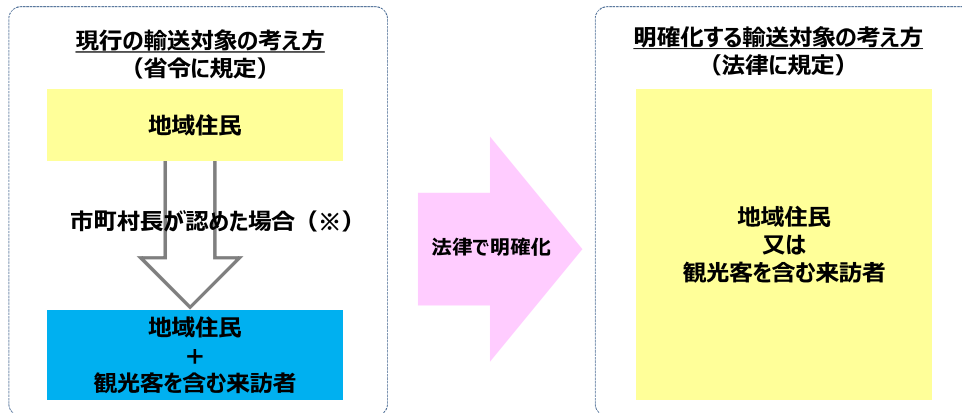 現行の輸送対象の考え方
(省令に規定)
地域住民
市町村長が認めた場合(※)
地域住民
+
観光客を含む来訪者
法律で明確化
明確化する輸送対象の考え方
(法律に規定)
地域住民
又は
観光客を含む来訪者